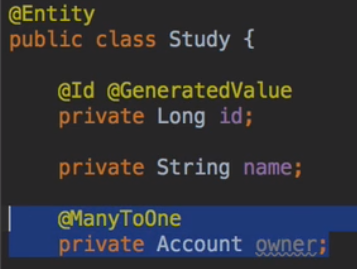 @Entity
public class Study {
@Id @GeneratedValue
private Long id;
private String name;
@ManyToOne
private Account owner;